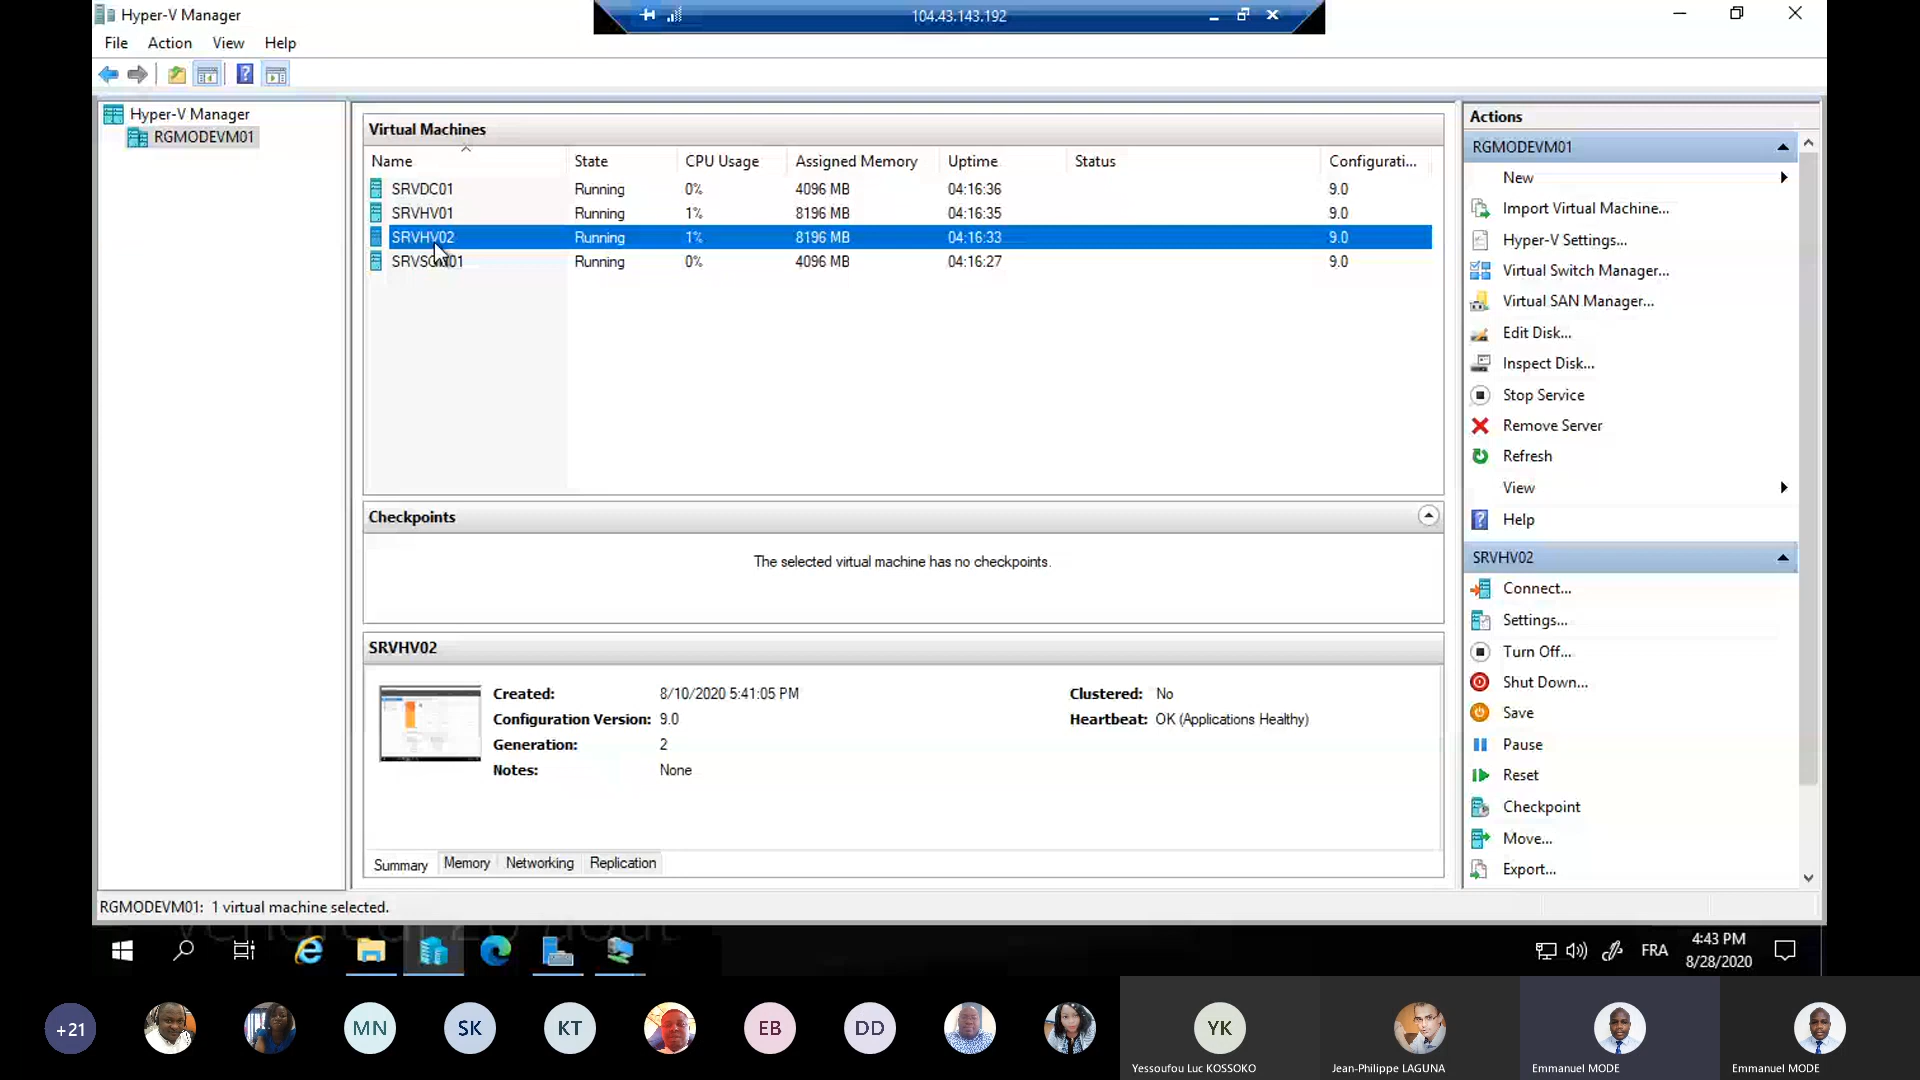 Hyper-V Manager
104.43.143.192
File Action View Help
Hyper-V Manager
RGMODEVM01
Virtual Machines
Name State CPU Usage Assigned Memory Uptime Status Configurati...
SRVDC01 Running 0% 4096 MB 04:16:36 9.0
SRVHV01 Running 1% 8196 MB 04:16:35 9.0
SRVHV02 Running 1% 8196 MB 04:16:33 9.0
Running 0% 4096 MB 04:16:27 9.0
Checkpoints
The selected virtual machine has no checkpoints.
SRVHV02
Created: 8/10/2020 5:41:05 PM Clustered: No
Configuration Version: 9.0 Heartbeat: OK (Applications Healthy)
Generation: 2
Notes: None
Summary Memory Networking Replication
RGMODEVM01: 1 virtual machine selected.
Actions
RGMODEVM01
New
Import Virtual Machine...
Hyper-V Settings...
Virtual Switch Manager...
Virtual SAN Manager...
Edit Disk...
Inspect Disk...
Stop Service
Remove Server
Refresh
View
Help
SRVHV02
Connect...
Settings...
Turn Off...
Shut Down...
Save
Pause
Reset
Checkpoint
Move...
Export...
FRA
4:43 PM
8/28/2020
+21 MN SK KT EB DD YK
Yessoufou Luc KOSSOKO Jean-Philippe LAGUNA Emmanuel MODE Emmanuel MODE